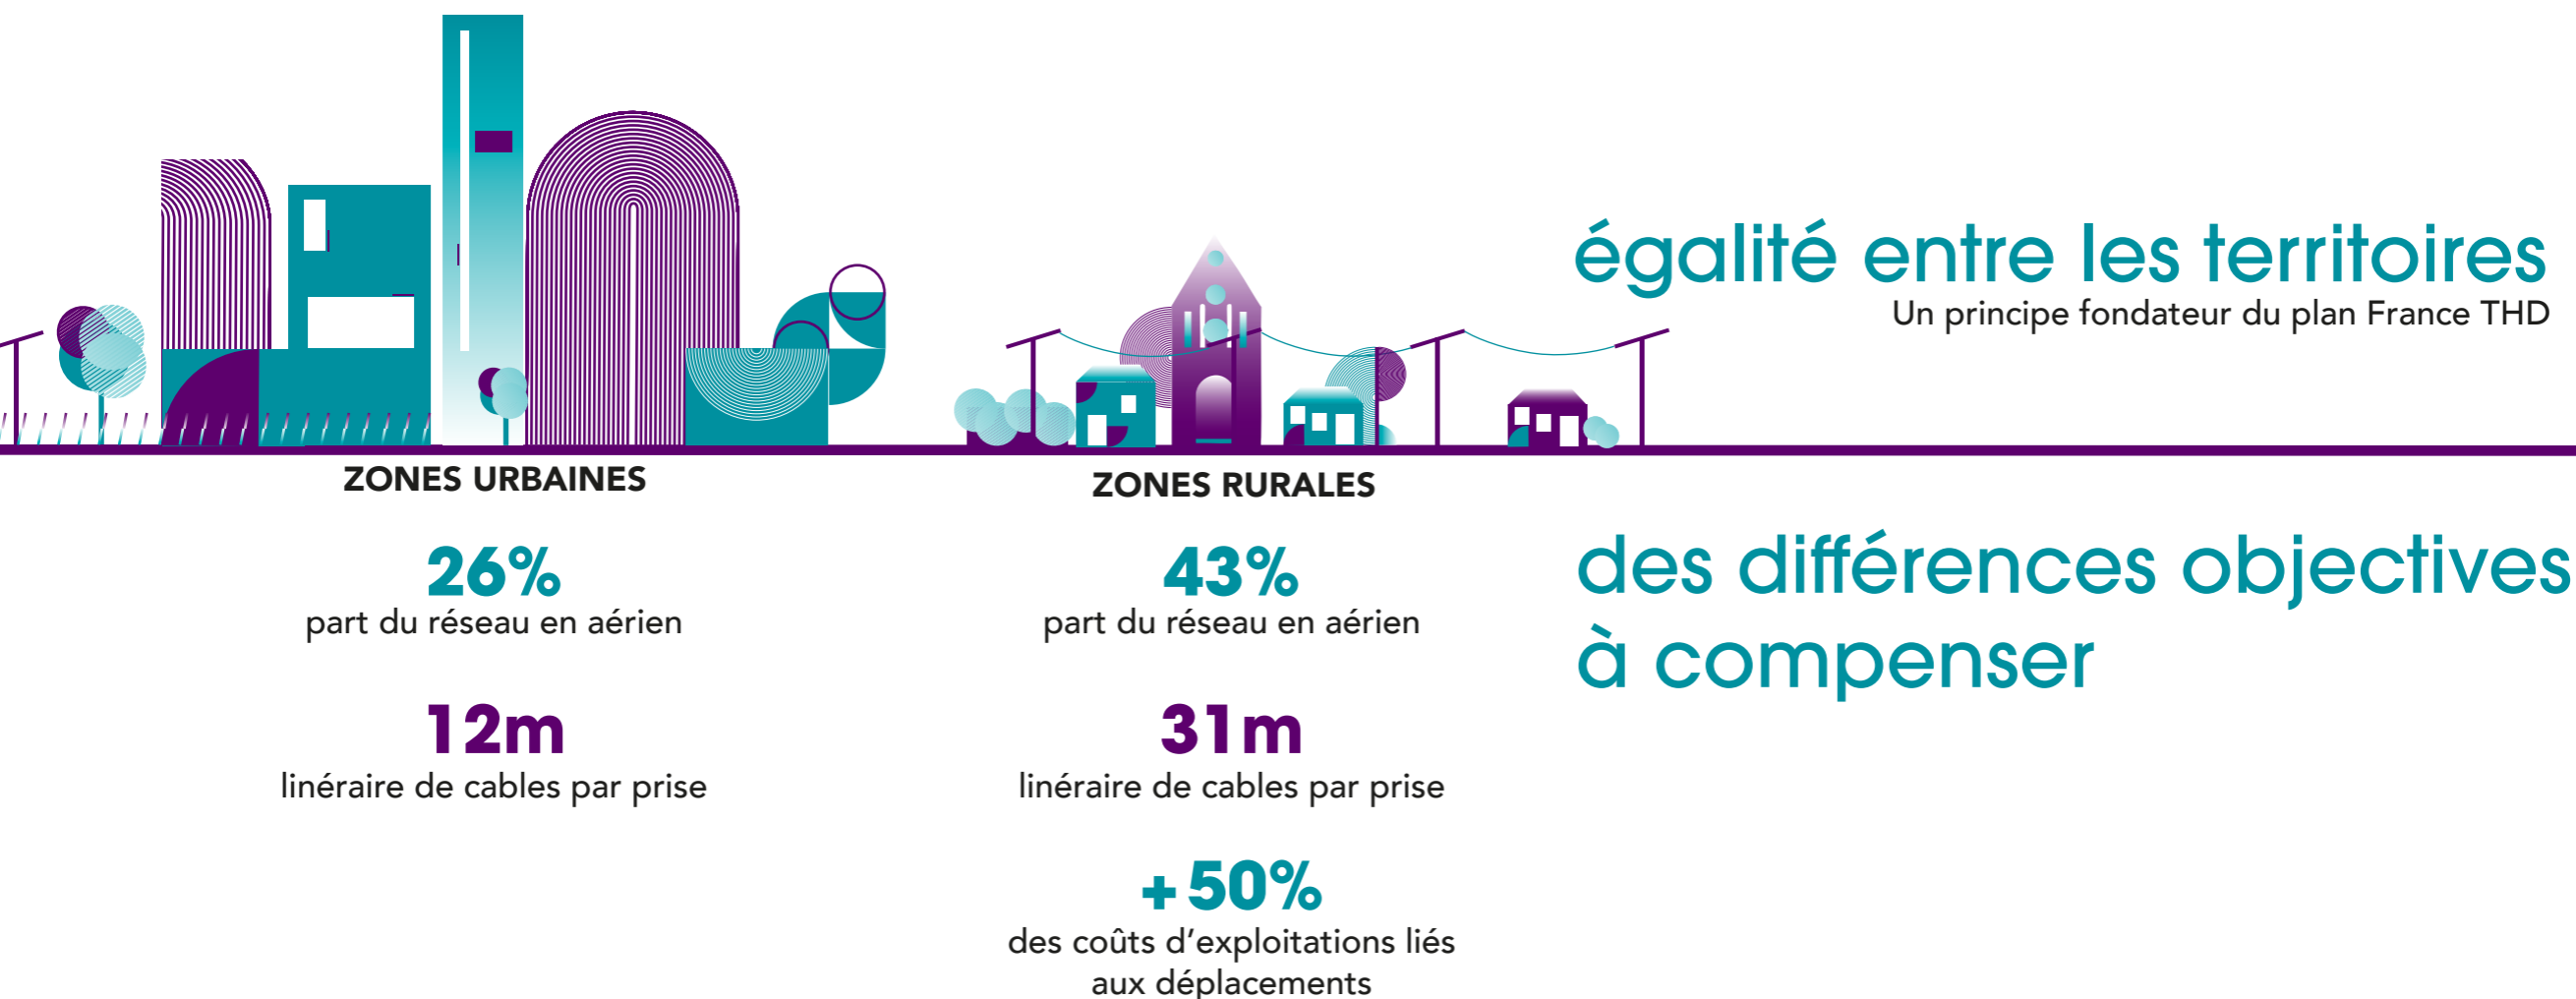 égalité entre les territoires
Un principe fondateur du plan France THD
ZONES URBAINES
26%
part du réseau en aérien
12m
linéraire de cables par prise
ZONES RURALES
43%
part du réseau en aérien
31m
linéraire de cables par prise
+50%
des coûts d’exploitations liés
aux déplacements
des différences objectives
à compenser